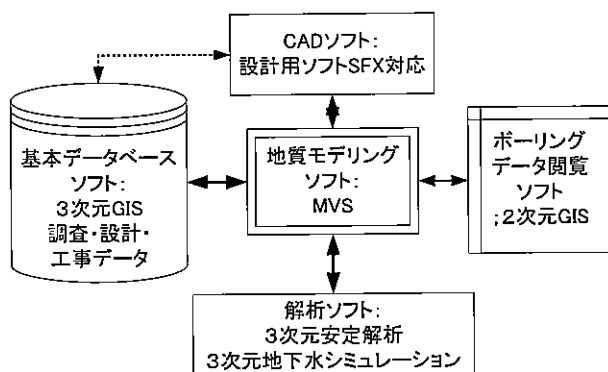 CADソフト:
設計用ソフトSFX対応
基本データベース
ソフト:
3次元GIS
調査・設計・
工事データ
地質モデリング
ソフト:
MVS
ボーリング
データ閲覧
ソフト
;2次元GIS
解析ソフト:
3次元安定解析
3次元地下水シミュレーション